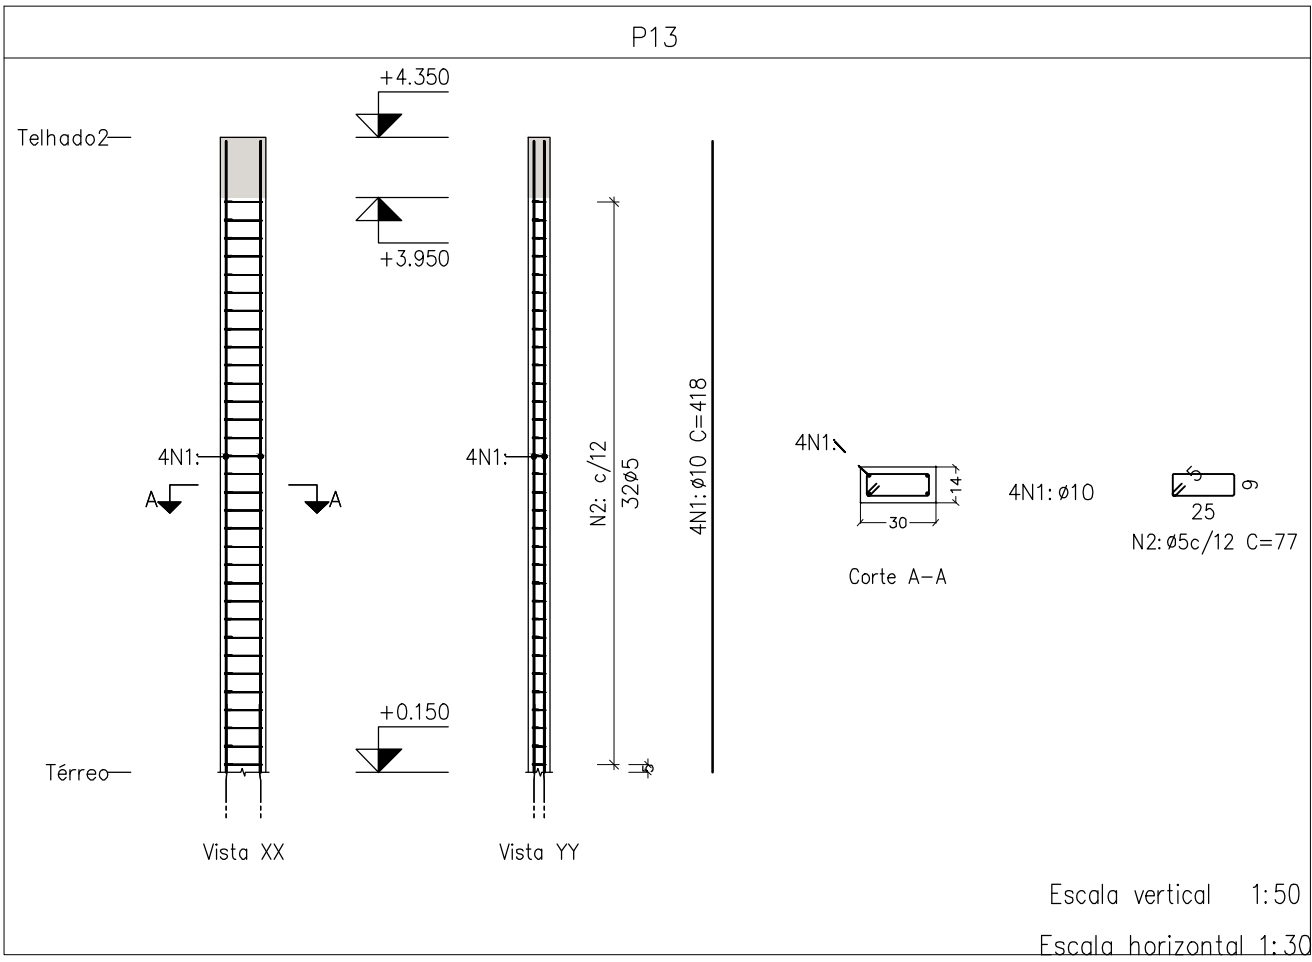 P13
+4.350
Telhado2
+3.950
4N1:
4N1:
A
A
N2: c/12
32ø5
4N1:ø10 C=418
4N1:
14
30
Corte A-A
4N1:ø10
5
9
25
N2:ø5c/12 C=77
+0.150
5
Térreo
Vista XX
Vista YY
Escala vertical 1:50
Escala horizontal 1:30